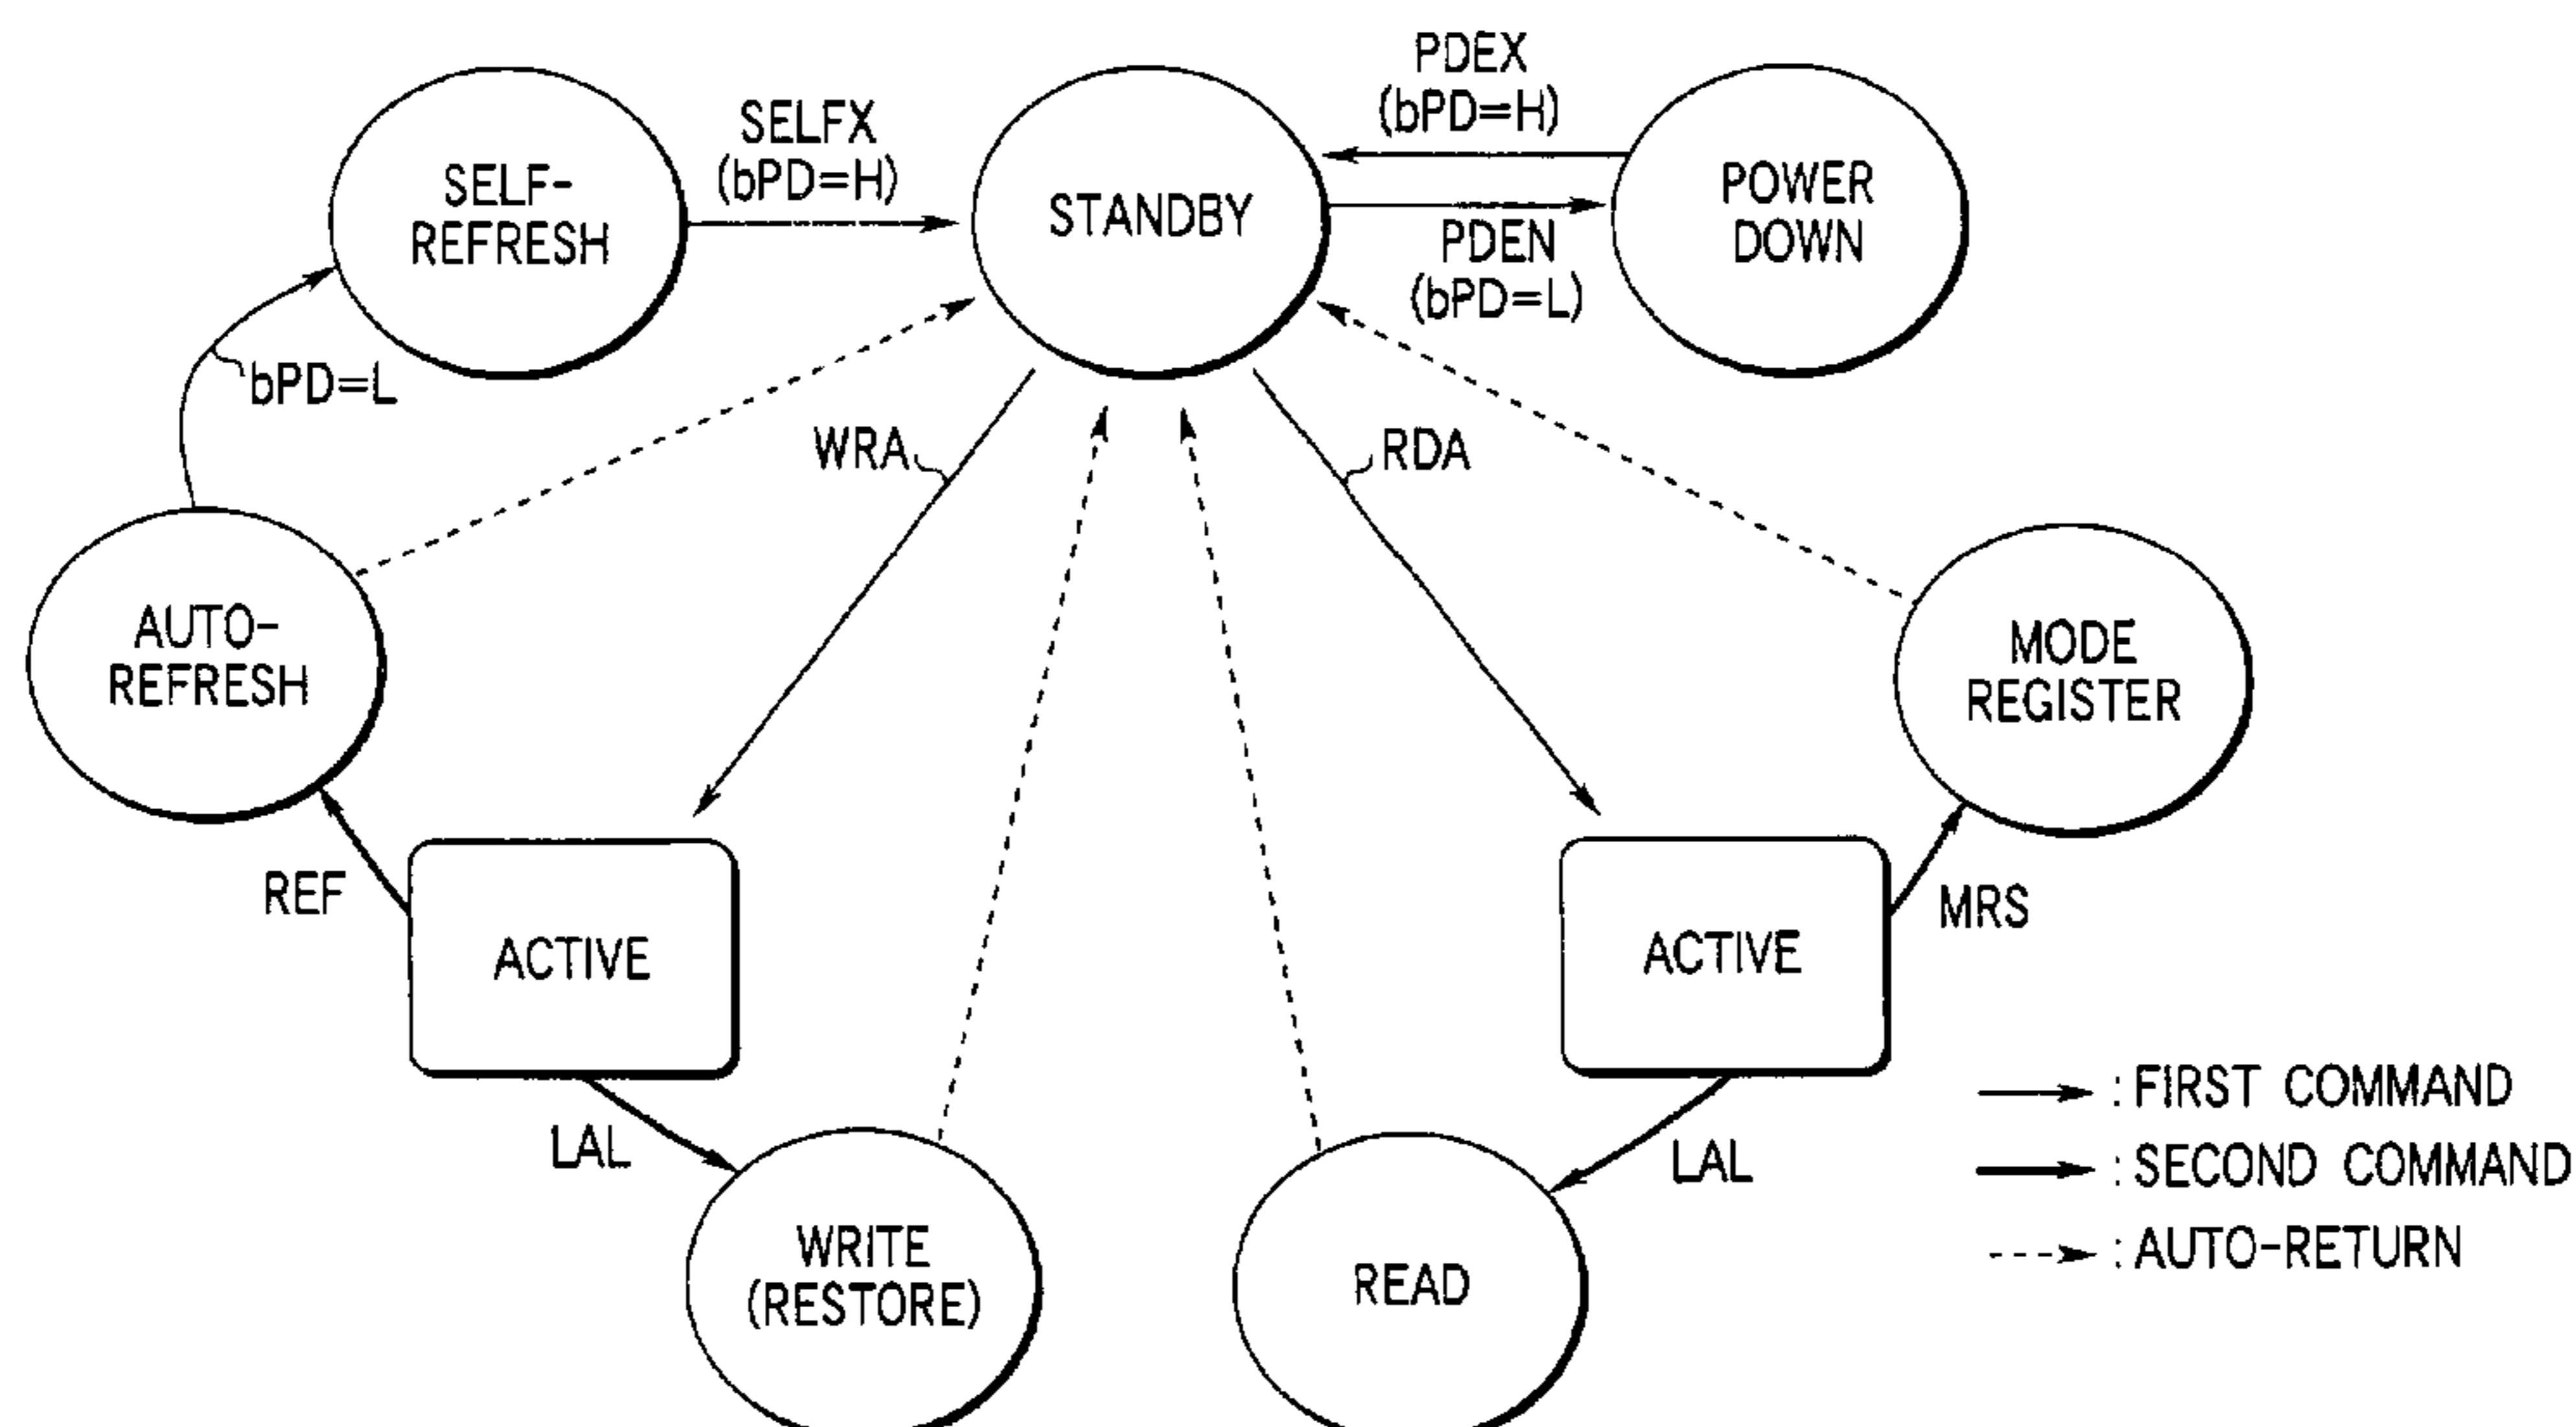 PDEX
(bPD=H)
SELFX
(bPD=H)
SELF-
REFRESH
STANDBY
POWER
DOWN
PDEN
(bPD=L)
bPD=L
WRA
RDA
AUTO-
REFRESH
MODE
REGISTER
REF
ACTIVE
ACTIVE
MRS
LAL
LAL
WRITE
(RESTORE)
READ
: FIRST COMMAND
: SECOND COMMAND
: AUTO-RETURN